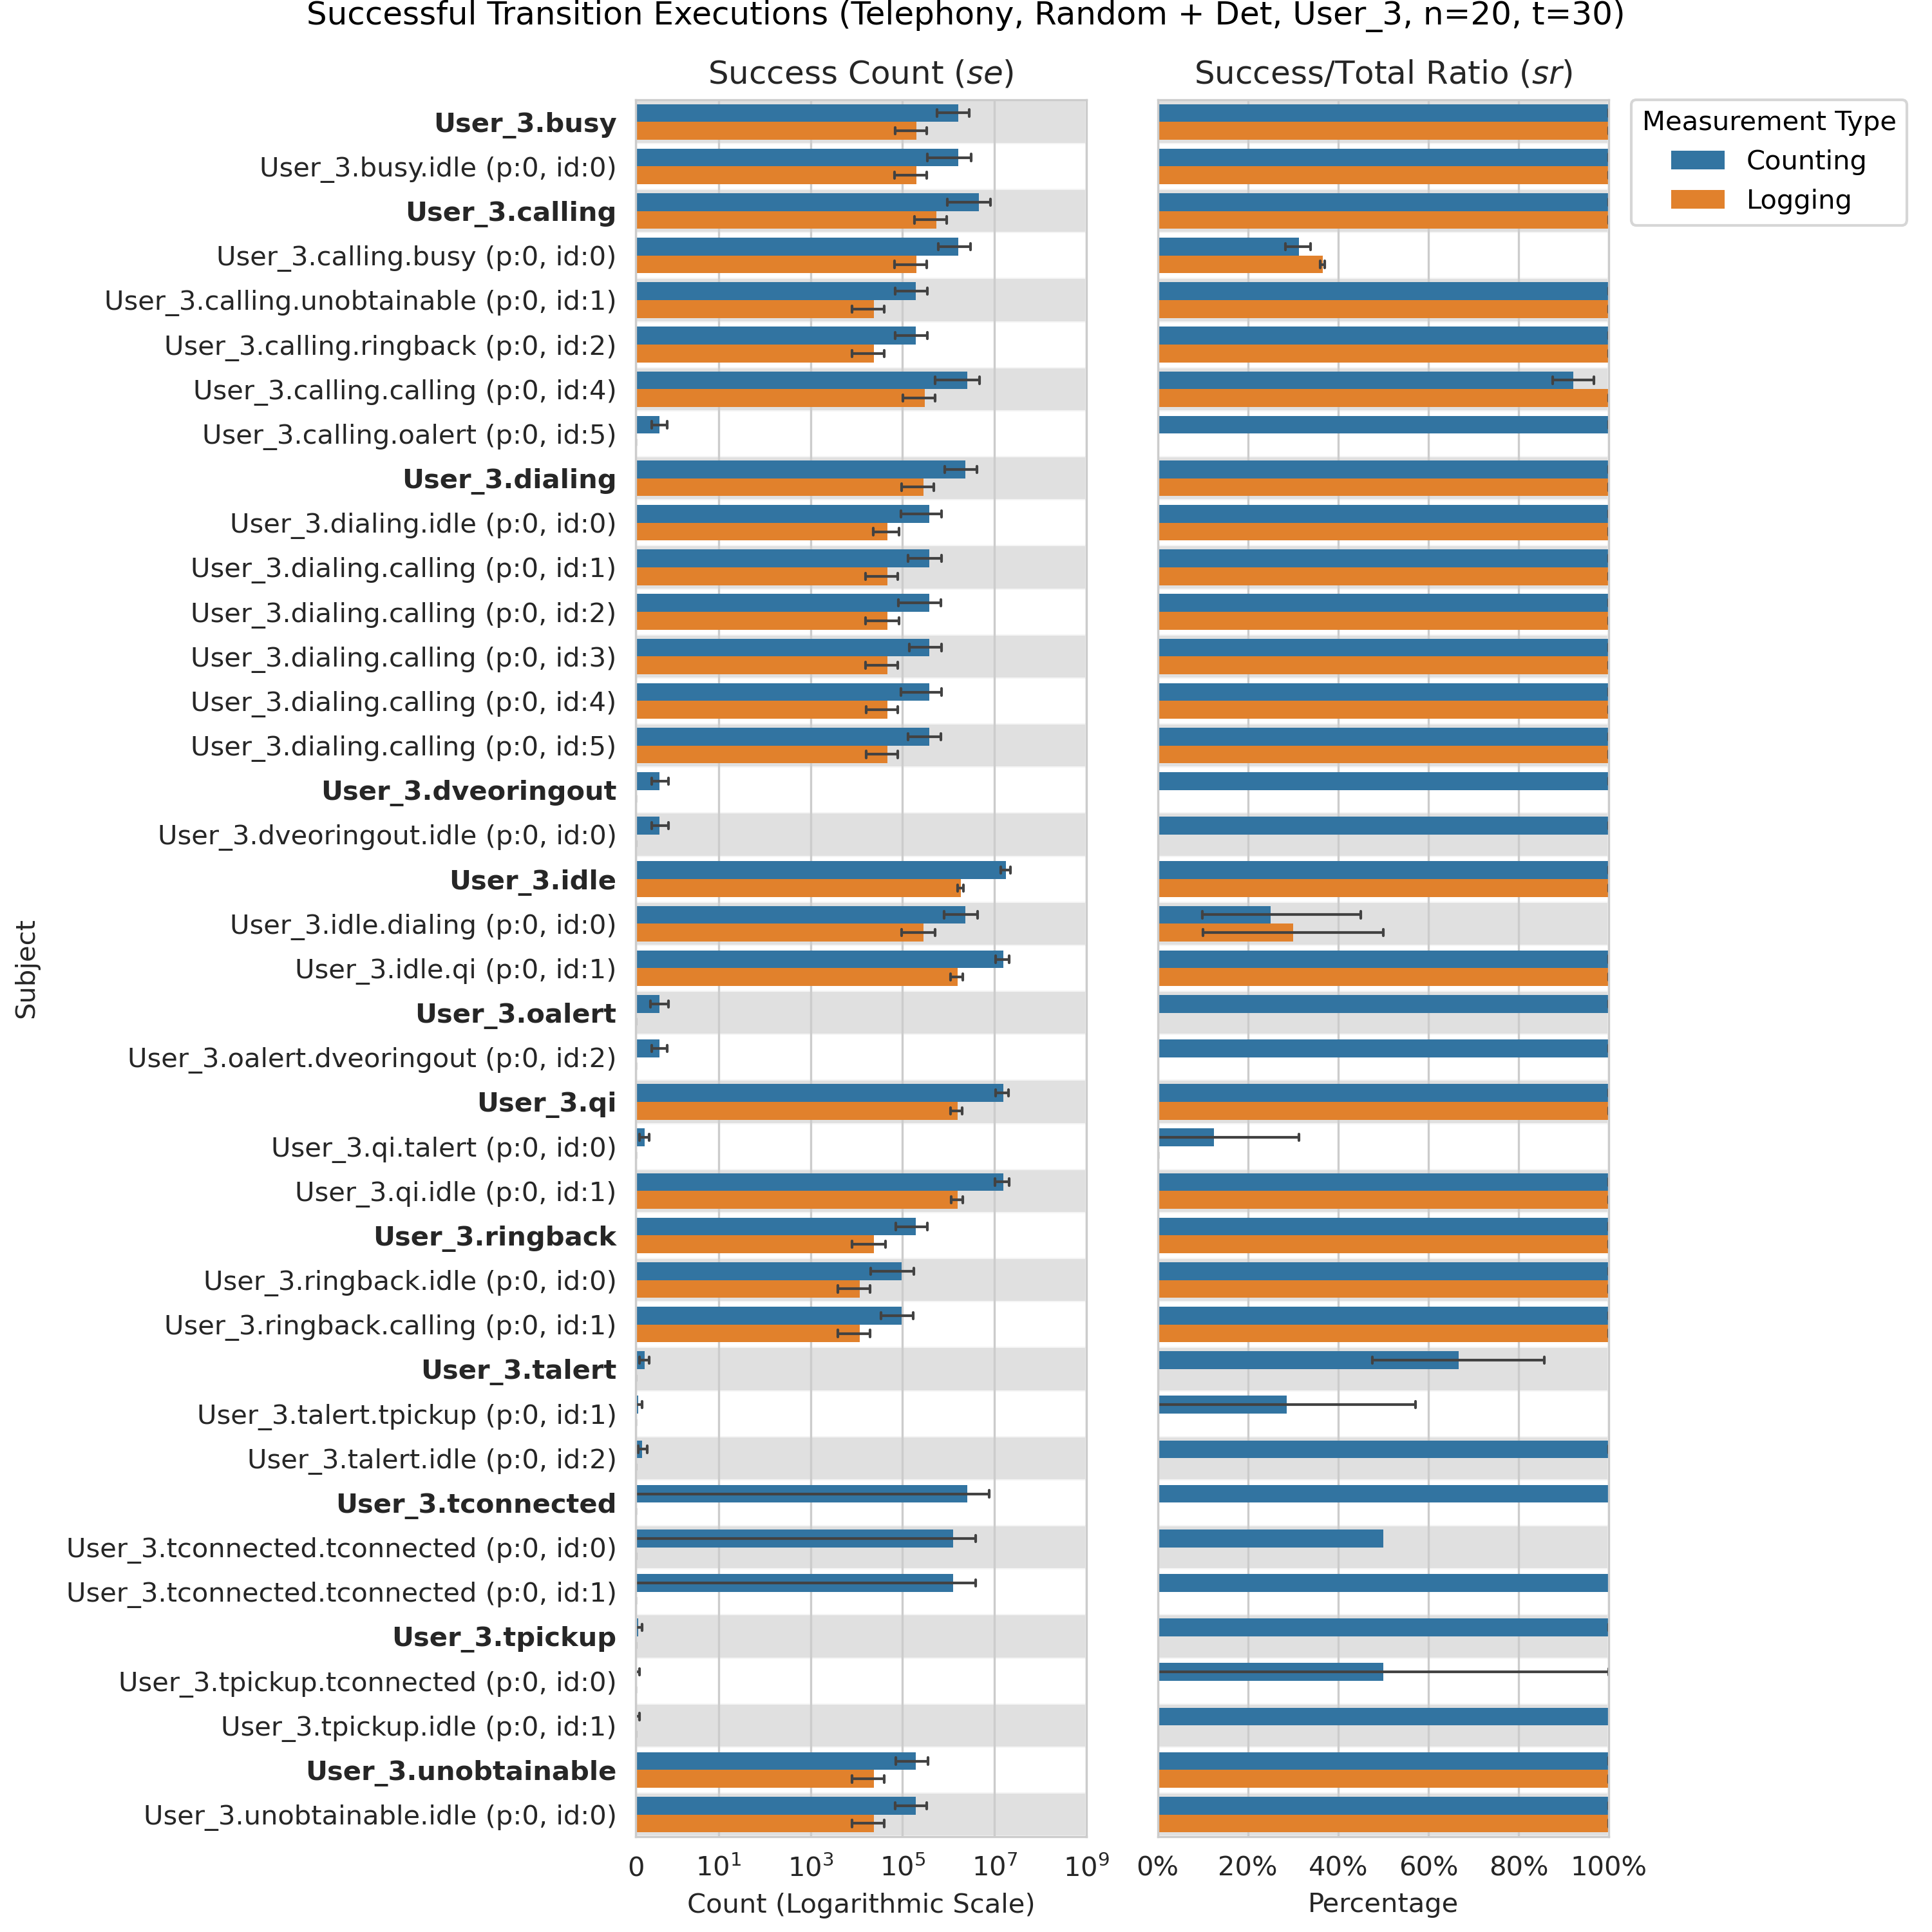 Successful Transition Executions (Telephony, Random + Det, User_3, n=20, t=30)
Success Count (se)
Success/Total Ratio (sr)
Measurement Type
Counting
Logging
Subject
User_3.busy
User_3.busy.idle (p:0, id:0)
User_3.calling
User_3.calling.busy (p:0, id:0)
User_3.calling.unobtainable (p:0, id:1)
User_3.calling.ringback (p:0, id:2)
User_3.calling.calling (p:0, id:4)
User_3.calling.oalert (p:0, id:5)
User_3.dialing
User_3.dialing.idle (p:0, id:0)
User_3.dialing.calling (p:0, id:1)
User_3.dialing.calling (p:0, id:2)
User_3.dialing.calling (p:0, id:3)
User_3.dialing.calling (p:0, id:4)
User_3.dialing.calling (p:0, id:5)
User_3.dveoringout
User_3.dveoringout.idle (p:0, id:0)
User_3.idle
User_3.idle.dialing (p:0, id:0)
User_3.idle.qi (p:0, id:1)
User_3.oalert
User_3.oalert.dveoringout (p:0, id:2)
User_3.qi
User_3.qi.talert (p:0, id:0)
User_3.qi.idle (p:0, id:1)
User_3.ringback
User_3.ringback.idle (p:0, id:0)
User_3.ringback.calling (p:0, id:1)
User_3.talert
User_3.talert.tpickup (p:0, id:1)
User_3.talert.idle (p:0, id:2)
User_3.tconnected
User_3.tconnected.tconnected (p:0, id:0)
User_3.tconnected.tconnected (p:0, id:1)
User_3.tpickup
User_3.tpickup.tconnected (p:0, id:0)
User_3.tpickup.idle (p:0, id:1)
User_3.unobtainable
User_3.unobtainable.idle (p:0, id:0)
0 10¹ 10³ 10⁵ 10⁷ 10⁹
0% 20% 40% 60% 80% 100%
Count (Logarithmic Scale)
Percentage